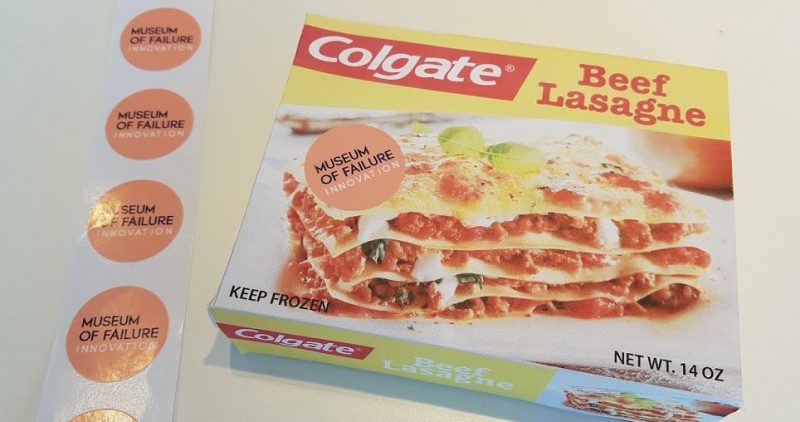 MUSEUM
OF FAILURE
INNOVATION
MUSEUM
OF FAILURE
INNOVATION
MUSEUM
OF FAILURE
INNOVATION
MUSEUM
OF FAILURE
INNOVATION
Colgate®
Beef
Lasagne
MUSEUM
OF FAILURE
INNOVATION
KEEP FROZEN
NET WT. 14 OZ
Colgate®
Beef
Lasagne